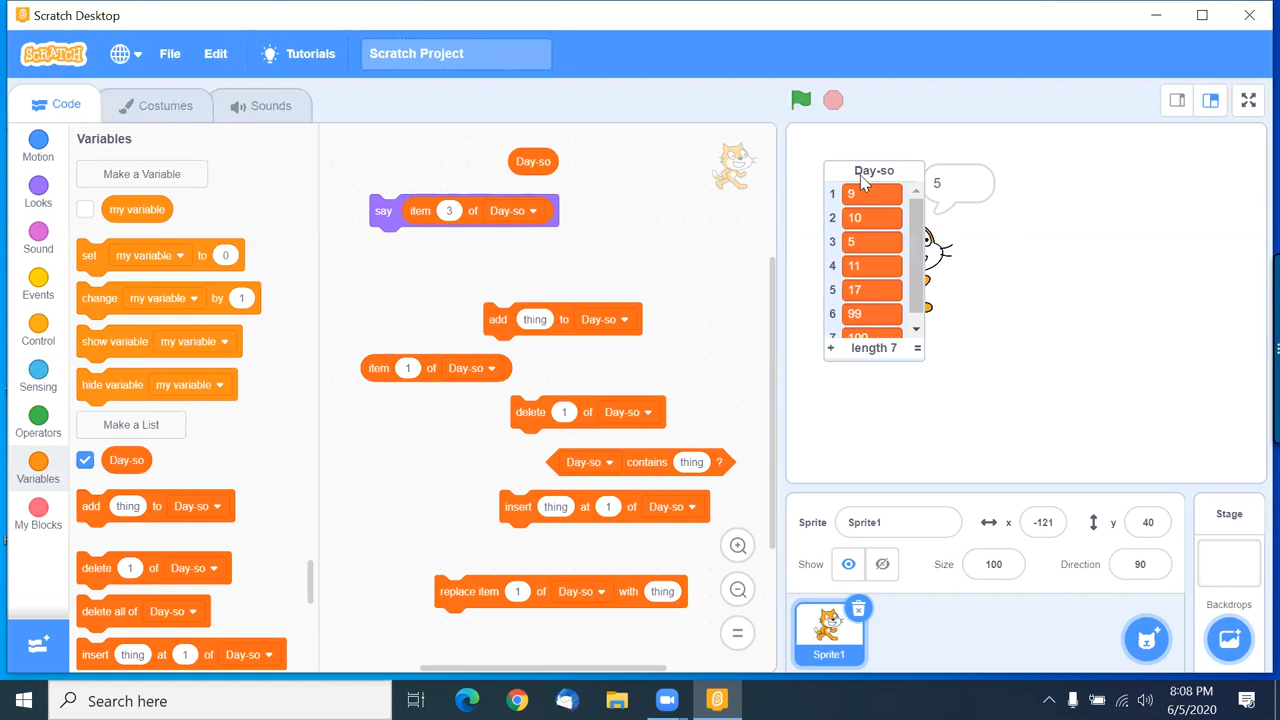 Scratch Desktop
SCRATCH
File
Edit
Tutorials
Scratch Project
Code
Costumes
Sounds
Motion
Looks
Sound
Events
Control
Sensing
Operators
Variables
My Blocks
Variables
Make a Variable
my variable
set my variable to 0
change my variable by 1
show variable my variable
hide variable my variable
Make a List
Day-so
add thing to Day-so
delete 1 of Day-so
delete all of Day-so
insert thing at 1 of Day-so
Day-so
say item 3 of Day-so
add thing to Day-so
item 1 of Day-so
delete 1 of Day-so
Day-so contains thing ?
insert thing at 1 of Day-so
replace item 1 of Day-so with thing
Day-so
1 9
2 10
3 5
4 11
5 17
6 99
7 100
+ length 7 =
5
Sprite Sprite1 x -121 y 40
Show Size 100 Direction 90
Sprite1
Stage
Backdrops
Search here
8:08 PM
6/5/2020